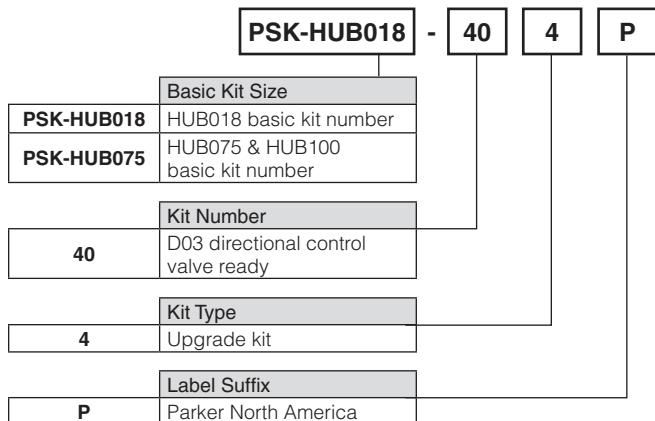 PSK-HUB018 - 40 4 P
Basic Kit Size
PSK-HUB018 HUB018 basic kit number
PSK-HUB075 HUB075 & HUB100
basic kit number
Kit Number
40 D03 directional control
valve ready
Kit Type
4 Upgrade kit
Label Suffix
P Parker North America